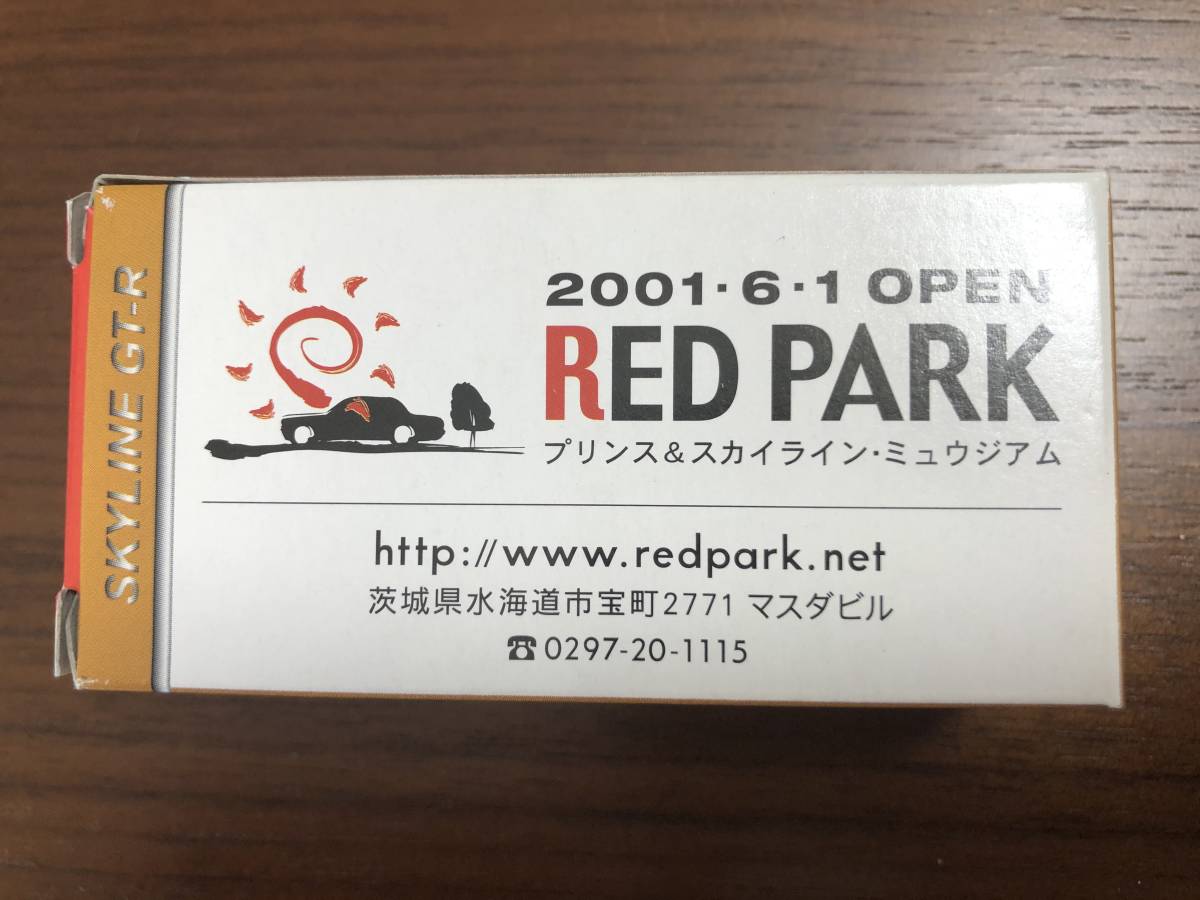 SKYLINE GT-R
2001・6・1 OPEN
RED PARK
プリンス&スカイライン・ミュウジアム
http://www.redpark.net
茨城県水海道市宝町2771 マスダビル
☎0297-20-1115